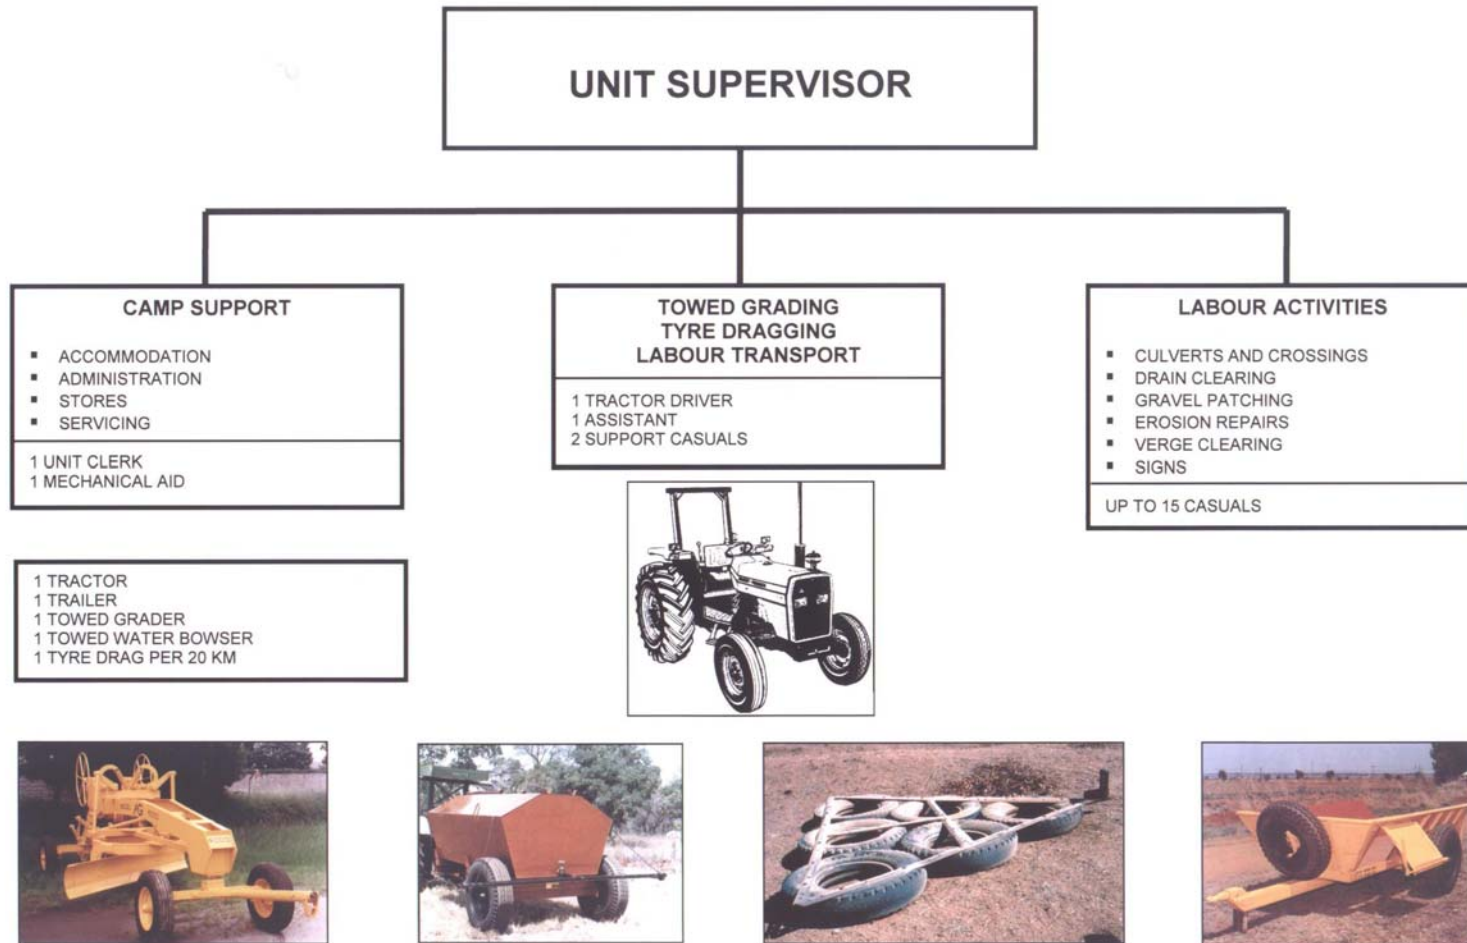 UNIT SUPERVISOR
CAMP SUPPORT
▪ ACCOMMODATION
▪ ADMINISTRATION
▪ STORES
▪ SERVICING
1 UNIT CLERK
1 MECHANICAL AID
TOWED GRADING
TYRE DRAGGING
LABOUR TRANSPORT
1 TRACTOR DRIVER
1 ASSISTANT
2 SUPPORT CASUALS
LABOUR ACTIVITIES
▪ CULVERTS AND CROSSINGS
▪ DRAIN CLEARING
▪ GRAVEL PATCHING
▪ EROSION REPAIRS
▪ VERGE CLEARING
▪ SIGNS
UP TO 15 CASUALS
1 TRACTOR
1 TRAILER
1 TOWED GRADER
1 TOWED WATER BOWSER
1 TYRE DRAG PER 20 KM